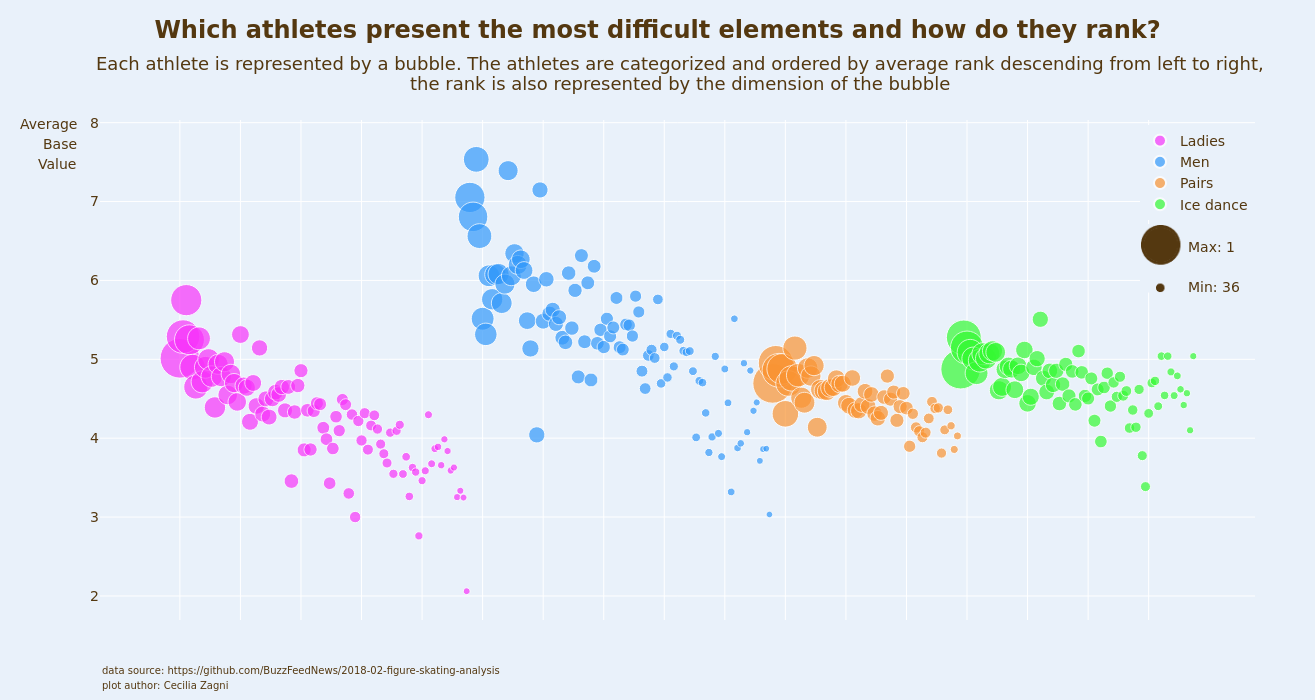 Which athletes present the most difficult elements and how do they rank?
Each athlete is represented by a bubble. The athletes are categorized and ordered by average rank descending from left to right,
the rank is also represented by the dimension of the bubble
Average
Base
Value
8
7
6
5
4
3
2
Ladies
Men
Pairs
Ice dance
Max: 1
Min: 36
data source: https://github.com/BuzzFeedNews/2018-02-figure-skating-analysis
plot author: Cecilia Zagni